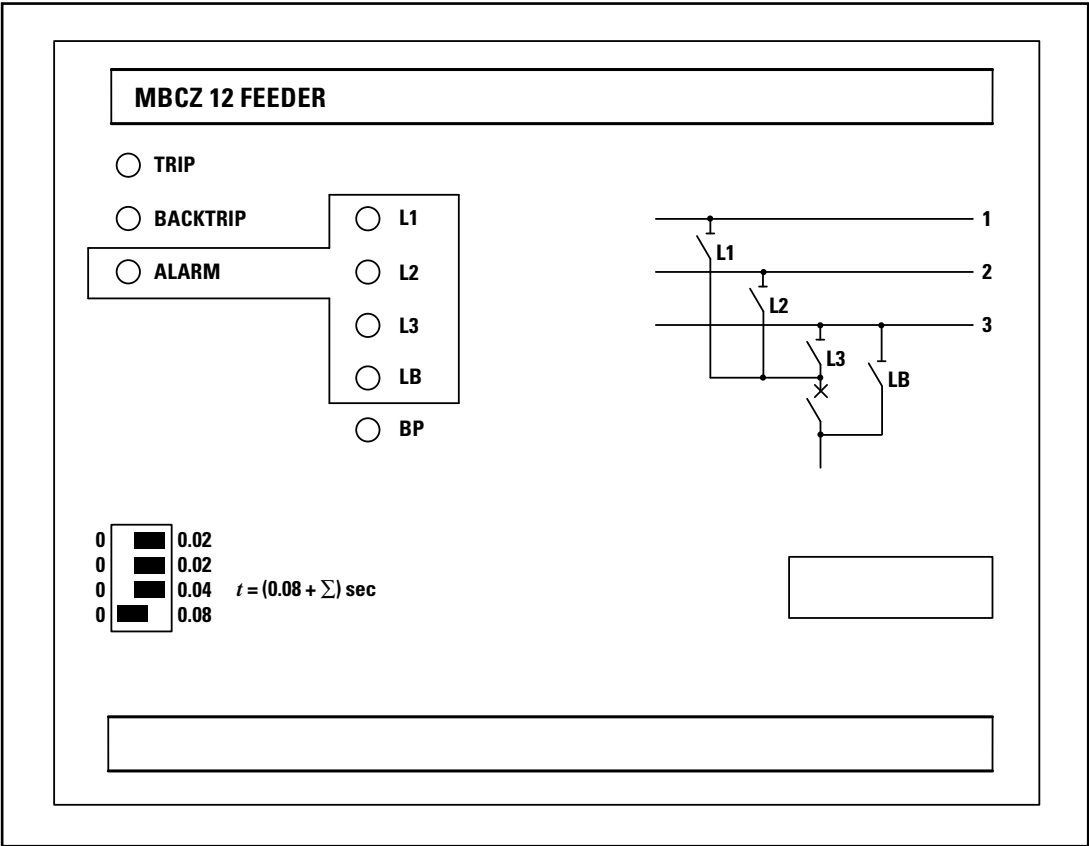 MBCZ 12 FEEDER
TRIP
BACKTRIP
ALARM
L1
L2
L3
LB
BP
1
L1
2
L2
3
L3
LB
0 0.02
0 0.02
0 0.04 t = (0.08 + ∑) sec
0 0.08